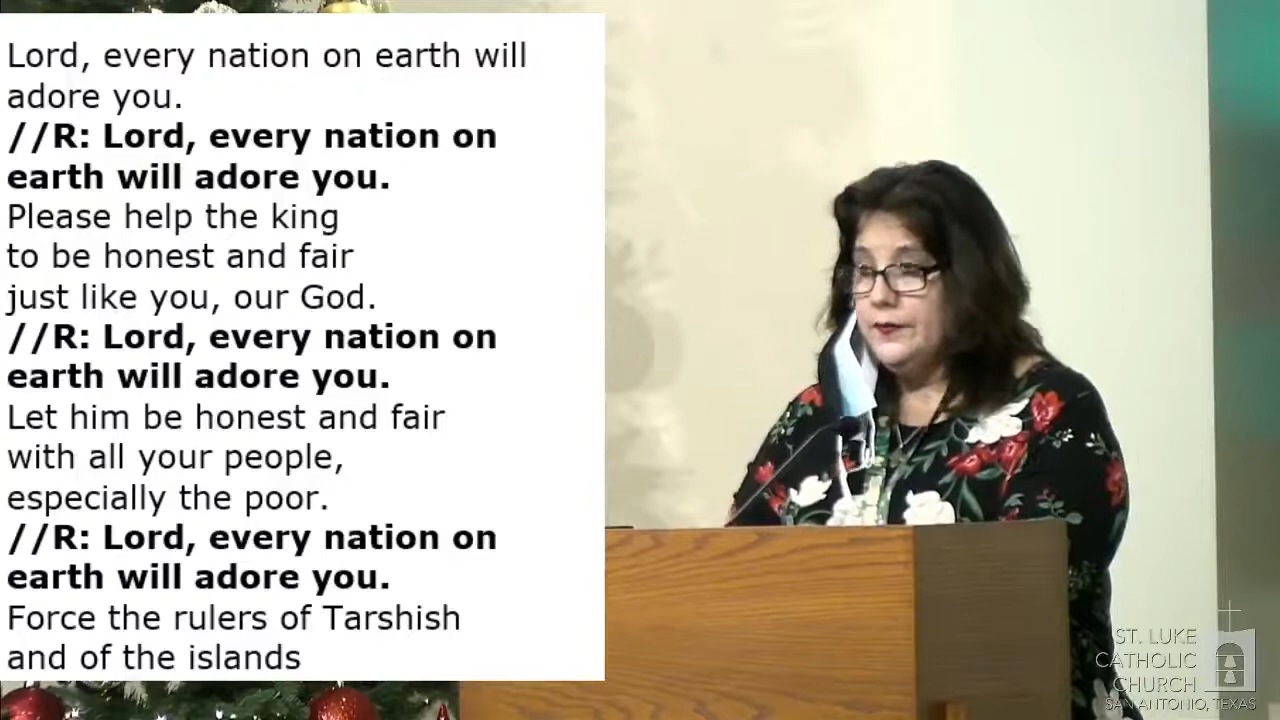 Lord, every nation on earth will
adore you.
//R: Lord, every nation on
earth will adore you.
Please help the king
to be honest and fair
just like you, our God.
//R: Lord, every nation on
earth will adore you.
Let him be honest and fair
with all your people,
especially the poor.
//R: Lord, every nation on
earth will adore you.
Force the rulers of Tarshish
and of the islands
ST. LUKE
CATHOLIC
CHURCH
SAN ANTONIO, TEXAS